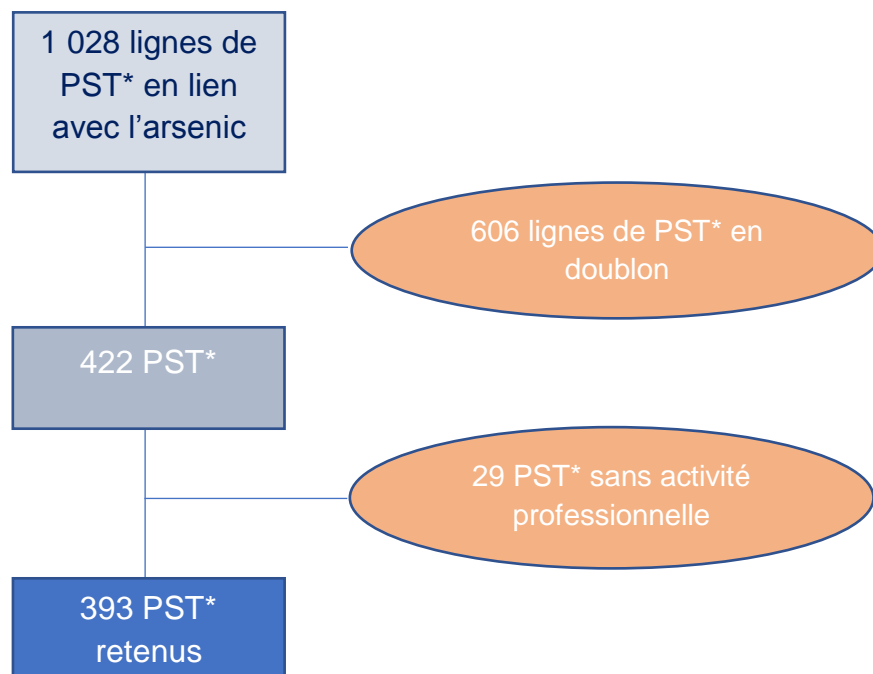 1 028 lignes de
PST* en lien
avec l’arsenic
606 lignes de PST* en
doublon
422 PST*
29 PST* sans activité
professionnelle
393 PST*
retenus